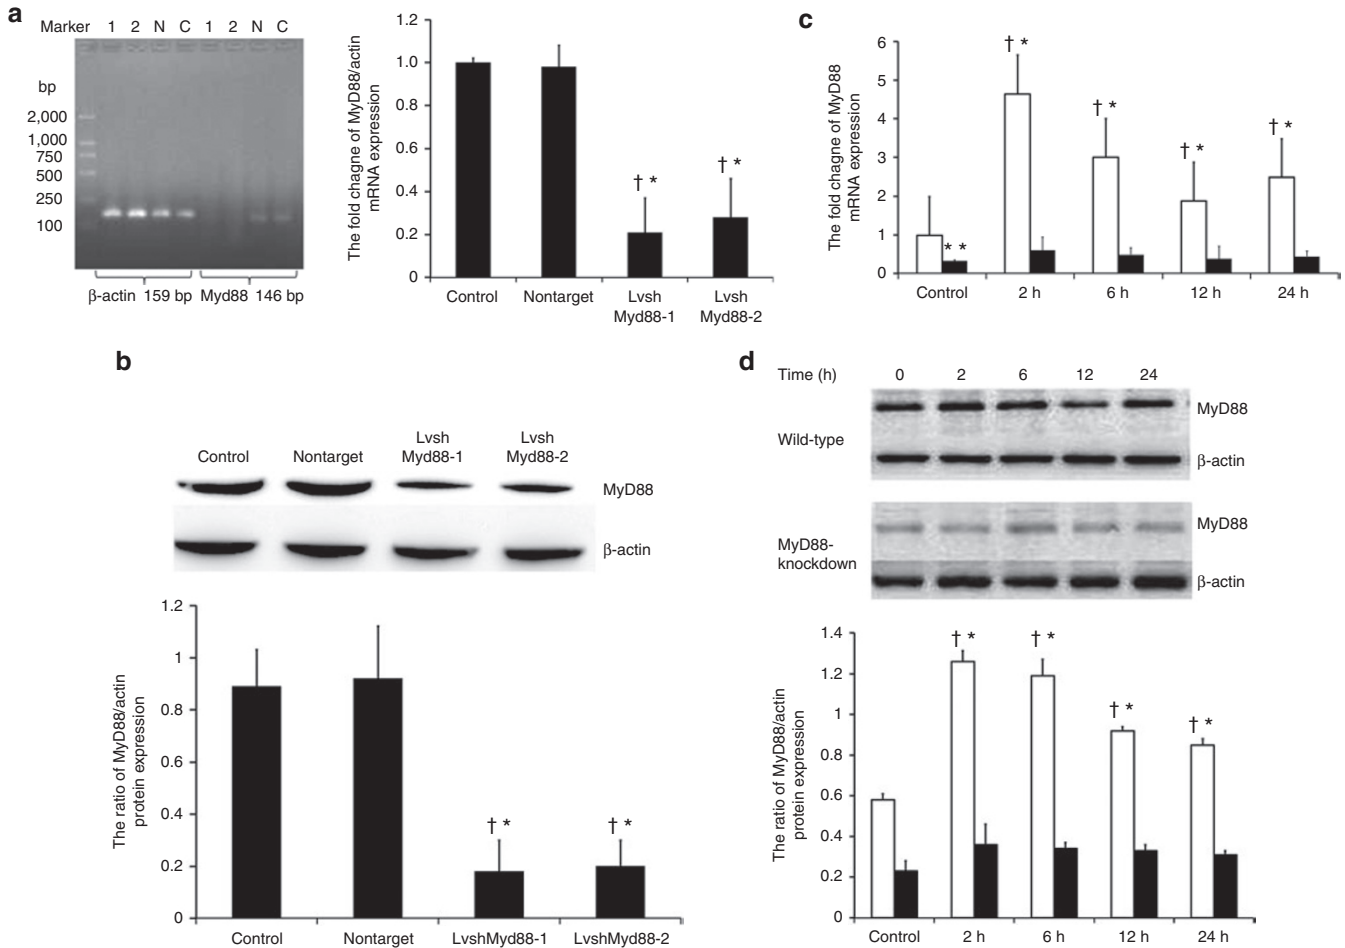 a
Marker 1 2 N C 1 2 N C
bp
2,000
1,000
750
500
250
100
β-actin 159 bp Myd88 146 bp
The fold chagne of MyD88/actin
mRNA expression
1.2
1.0
0.8
0.6
0.4
0.2
0
† *
† *
Control Nontarget Lvsh Lvsh
Myd88-1 Myd88-2
c
The fold chagne of MyD88
mRNA expression
6
5
4
3
2
1
0
* *
† *
† *
† *
† *
Control 2 h 6 h 12 h 24 h
b
Control Nontarget Lvsh Lvsh
Myd88-1 Myd88-2
MyD88
β-actin
The ratio of MyD88/actin
protein expression
1.2
1
0.8
0.6
0.4
0.2
0
† *
† *
Control Nontarget LvshMyd88-1 LvshMyd88-2
d
Time (h) 0 2 6 12 24
MyD88
Wild-type
β-actin
MyD88
MyD88-
knockdown
β-actin
The ratio of MyD88/actin
protein expression
1.4
1.2
1
0.8
0.6
0.4
0.2
0
† *
† *
† *
† *
Control 2 h 6 h 12 h 24 h